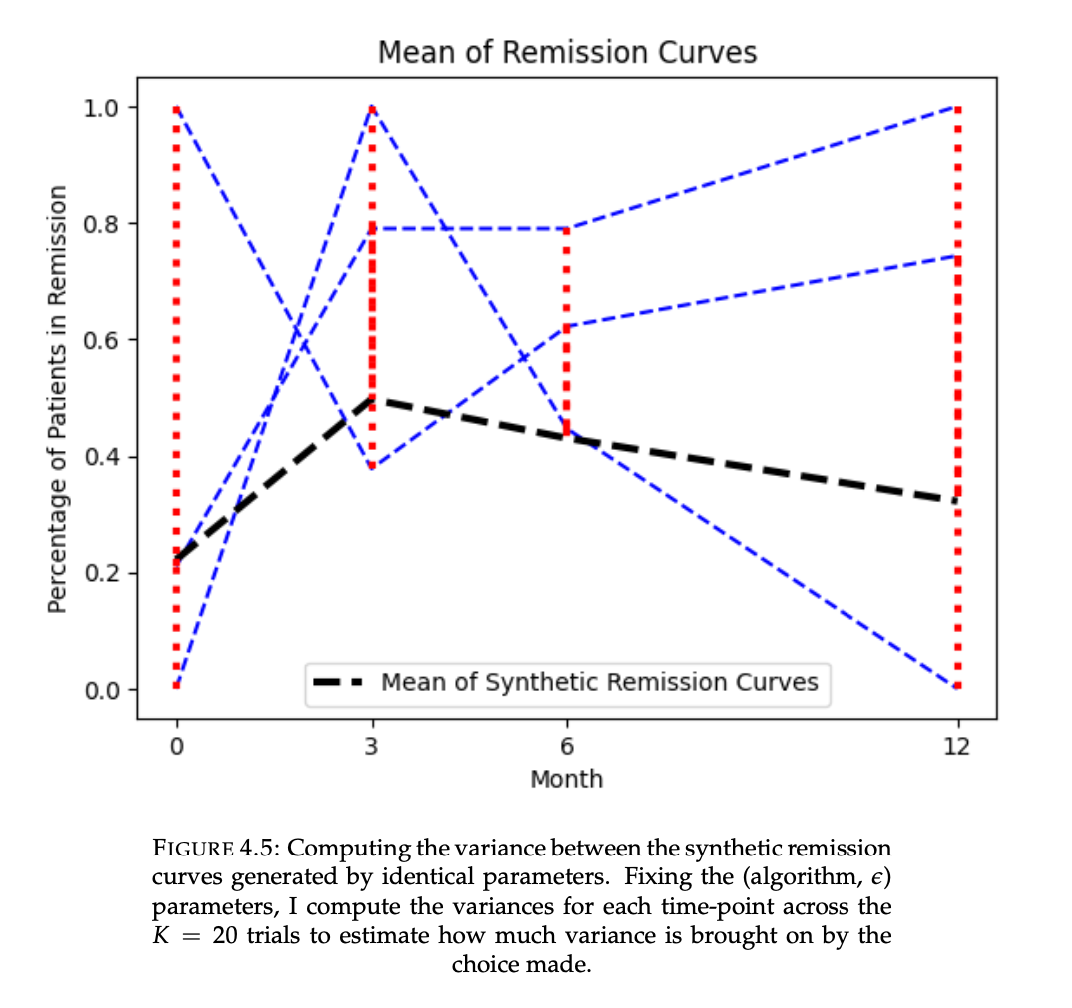 Mean of Remission Curves
Percentage of Patients in Remission
1.0
0.8
0.6
0.4
0.2
0.0
Mean of Synthetic Remission Curves
0 3 6 12
Month
FIGURE 4.5: Computing the variance between the synthetic remission
curves generated by identical parameters. Fixing the (algorithm, ϵ)
parameters, I compute the variances for each time-point across the
K = 20 trials to estimate how much variance is brought on by the
choice made.